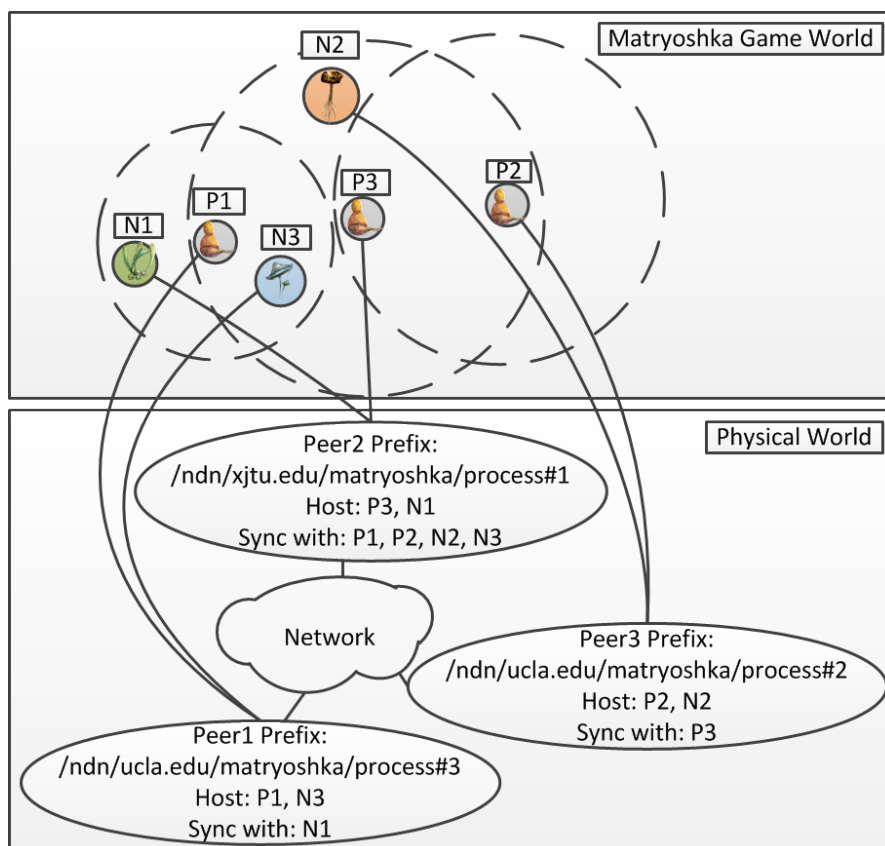 Matryoshka Game World
N2
P3
P2
P1
N1
N3
Physical World
Peer2 Prefix:
/ndn/xjtu.edu/matryoshka/process#1
Host: P3, N1
Sync with: P1, P2, N2, N3
Network
Peer3 Prefix:
/ndn/ucla.edu/matryoshka/process#2
Host: P2, N2
Sync with: P3
Peer1 Prefix:
/ndn/ucla.edu/matryoshka/process#3
Host: P1, N3
Sync with: N1